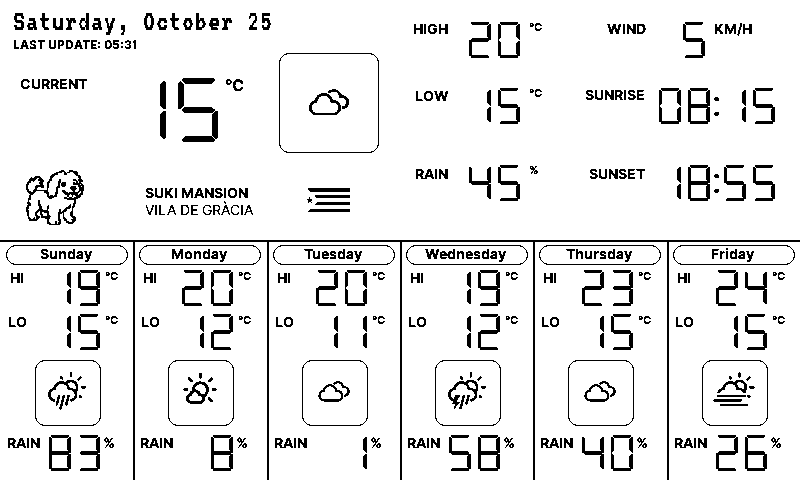 Saturday, October 25
LAST UPDATE: 05:31
CURRENT 15 °C
SUKI MANSION
VILA DE GRÀCIA
HIGH 20 °C
LOW 15 °C
RAIN 45 %
WIND 5 KM/H
SUNRISE 08:15
SUNSET 18:55
Sunday
HI 19 °C
LO 15 °C
RAIN 83 %
Monday
HI 20 °C
LO 12 °C
RAIN 8 %
Tuesday
HI 20 °C
LO 11 °C
RAIN 1 %
Wednesday
HI 19 °C
LO 12 °C
RAIN 58 %
Thursday
HI 23 °C
LO 15 °C
RAIN 40 %
Friday
HI 24 °C
LO 15 °C
RAIN 26 %